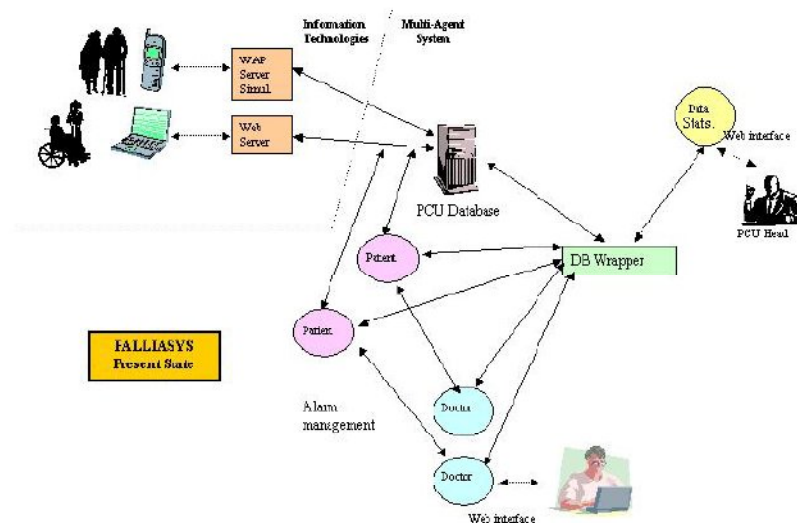 Information
Technologies
Multi-Agent
System
WAP
Server
Simul.
Web
Server
PCU Database
Data
Stats.
Web interface
PCU Head
Patient
DB Wrapper
Patient
FALLIASYS
Present State
Alarm
management
Doctor
Doctor
Web interface